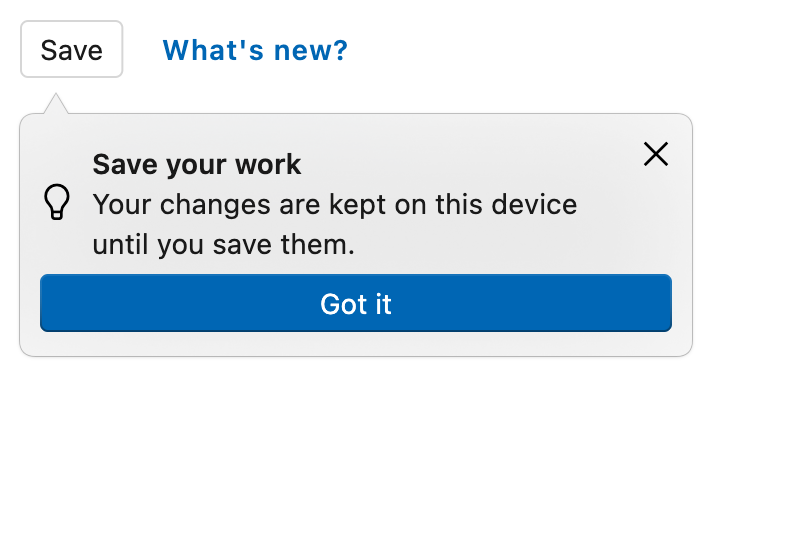 Save
What's new?
Save your work
Your changes are kept on this device
until you save them.
Got it